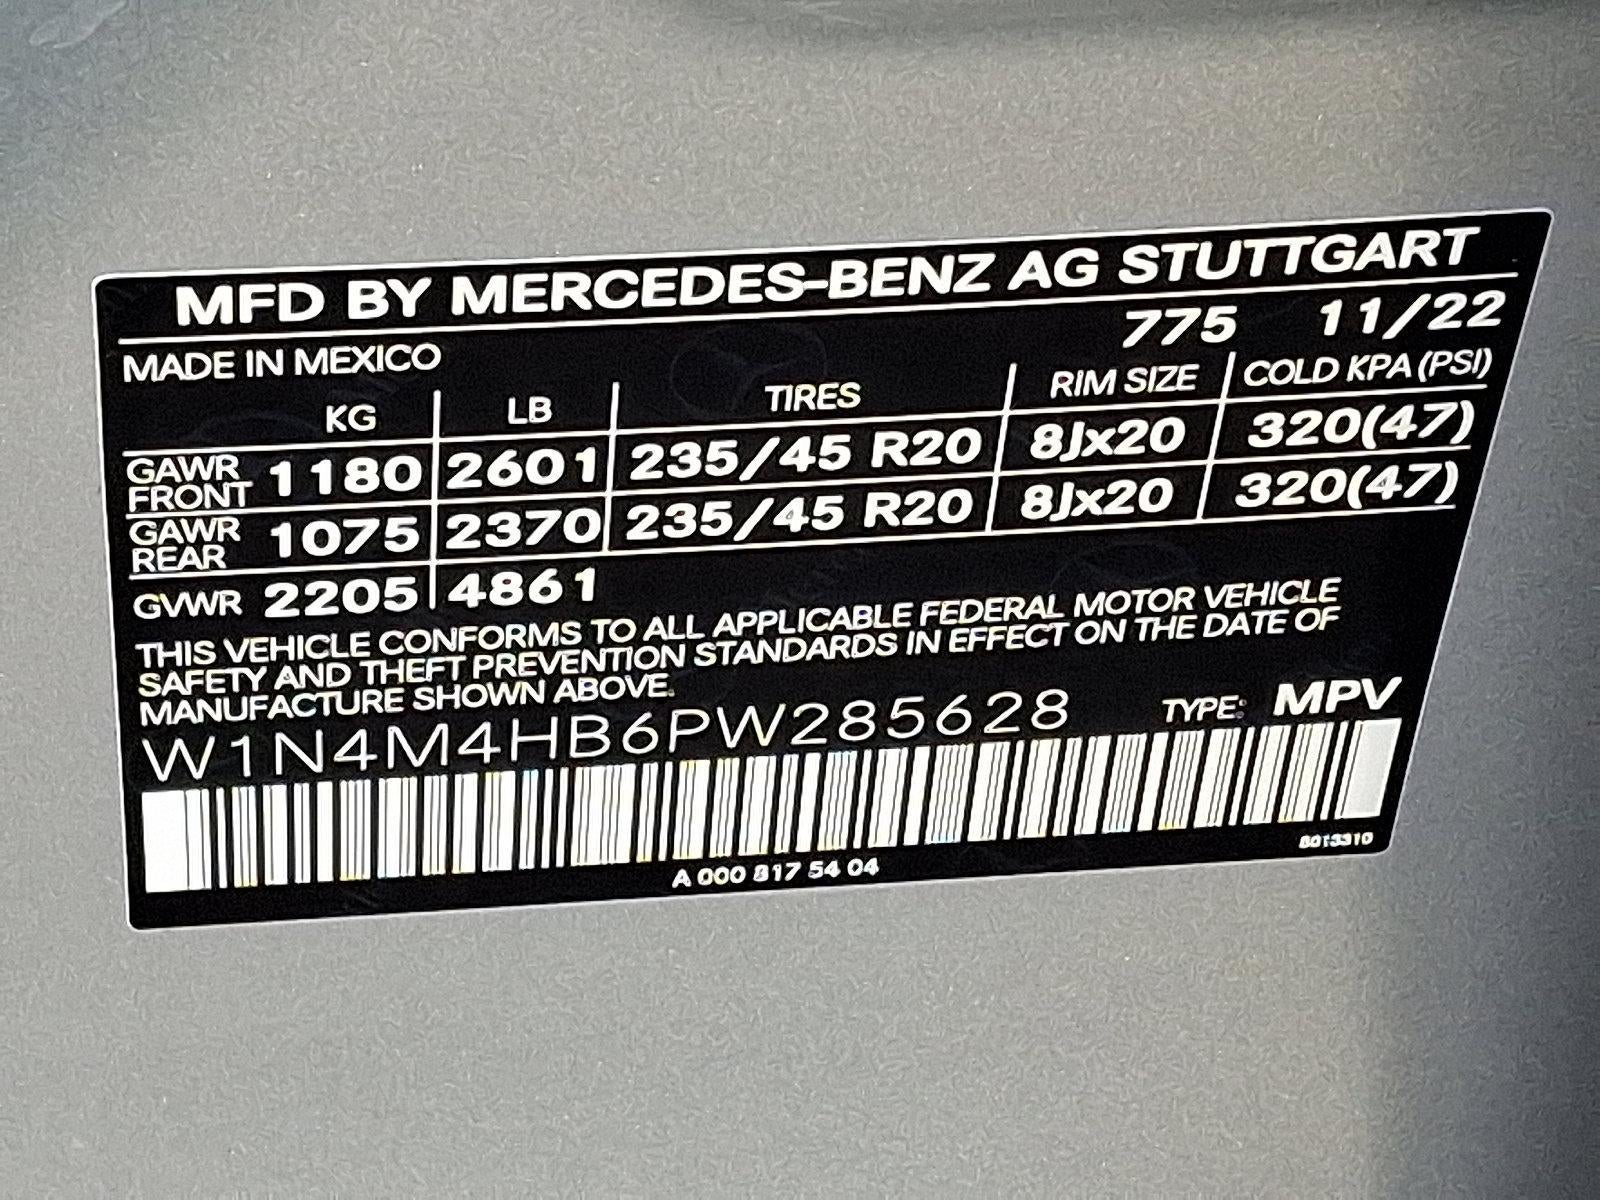 MFD BY MERCEDES-BENZ AG STUTTGART
775 11/22
MADE IN MEXICO
KG LB TIRES RIM SIZE COLD KPA (PSI)
GAWR FRONT 1180 2601 235/45 R20 8Jx20 320(47)
GAWR REAR 1075 2370 235/45 R20 8Jx20 320(47)
GVWR 2205 4861
THIS VEHICLE CONFORMS TO ALL APPLICABLE FEDERAL MOTOR VEHICLE
SAFETY AND THEFT PREVENTION STANDARDS IN EFFECT ON THE DATE OF
MANUFACTURE SHOWN ABOVE.
W1N4M4HB6PW285628 TYPE: MPV
A 000 817 54 04
8013310